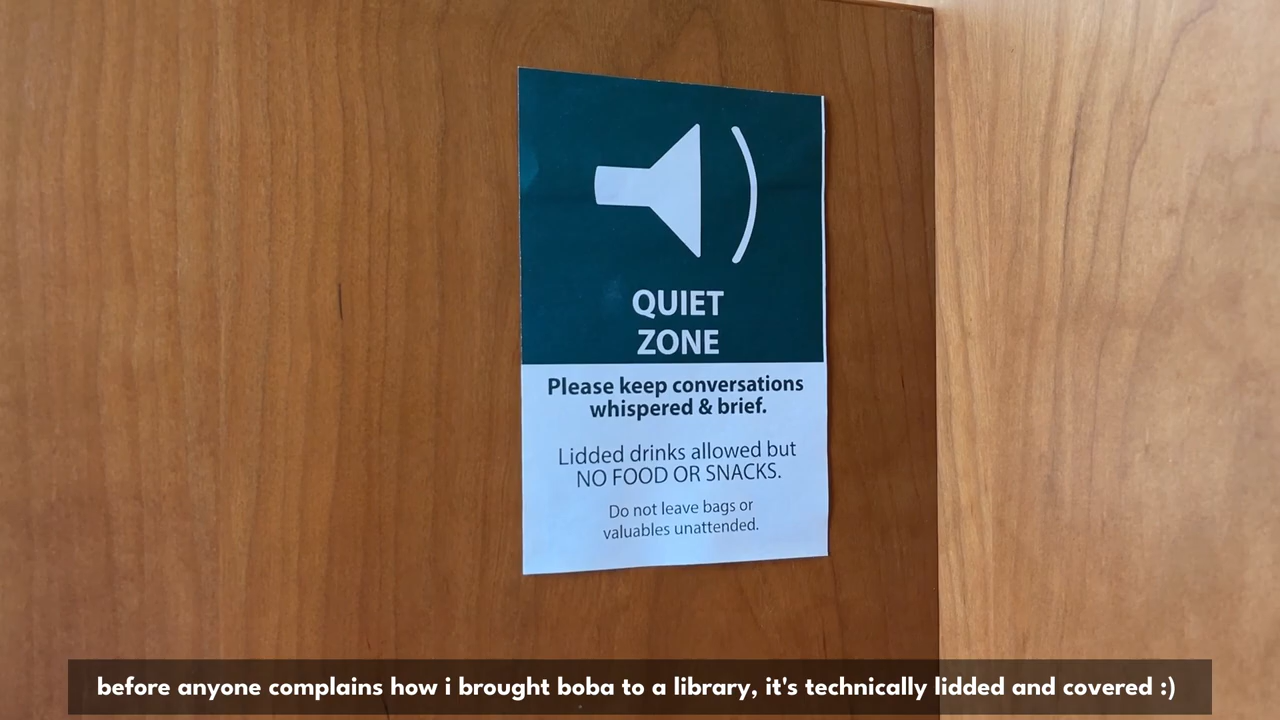 QUIET
ZONE
Please keep conversations
whispered & brief.
Lidded drinks allowed but
NO FOOD OR SNACKS.
Do not leave bags or
valuables unattended.
before anyone complains how i brought boba to a library, it's technically lidded and covered :)